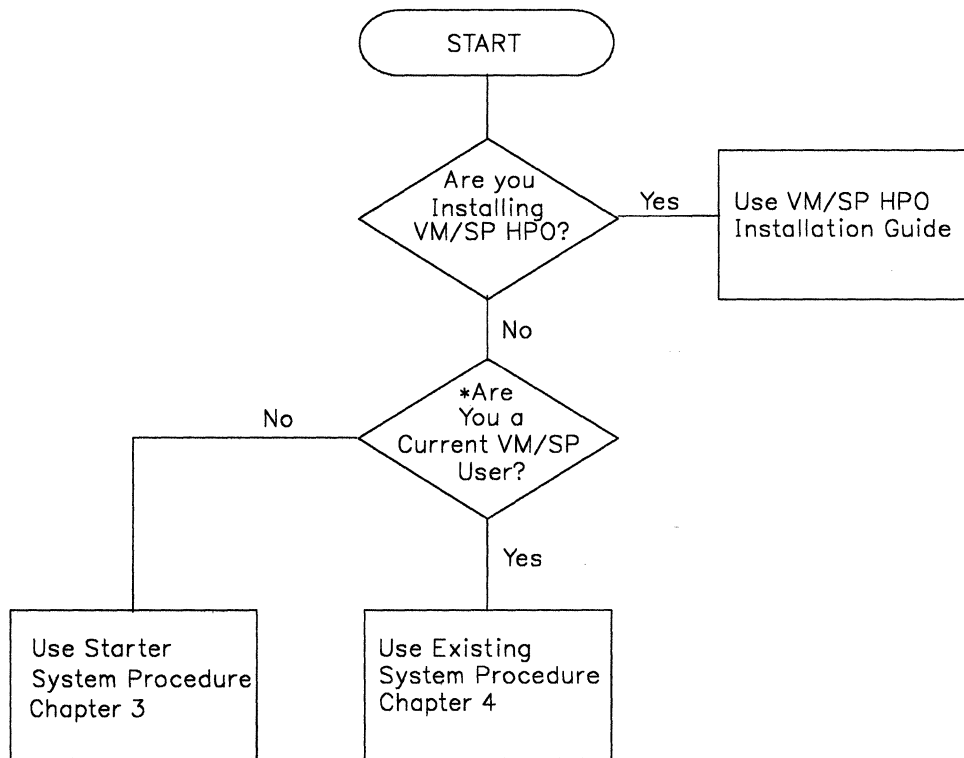 START
Are you
Installing
VM/SP HPO?
Yes
Use VM/SP HPO
Installation Guide
No
*Are
You a
Current VM/SP
User?
No
Yes
Use Starter
System Procedure
Chapter 3
Use Existing
System Procedure
Chapter 4